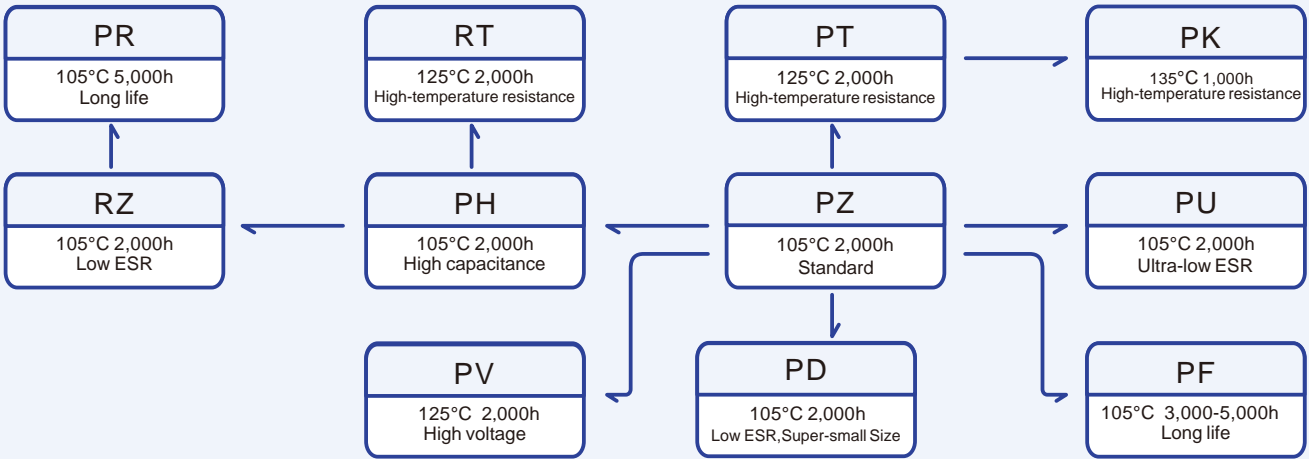 PR
105°C 5,000h
Long life
RT
125°C 2,000h
High-temperature resistance
PT
125°C 2,000h
High-temperature resistance
PK
135°C 1,000h
High-temperature resistance
RZ
105°C 2,000h
Low ESR
PH
105°C 2,000h
High capacitance
PZ
105°C 2,000h
Standard
PU
105°C 2,000h
Ultra-low ESR
PV
125°C 2,000h
High voltage
PD
105°C 2,000h
Low ESR,Super-small Size
PF
105°C 3,000-5,000h
Long life